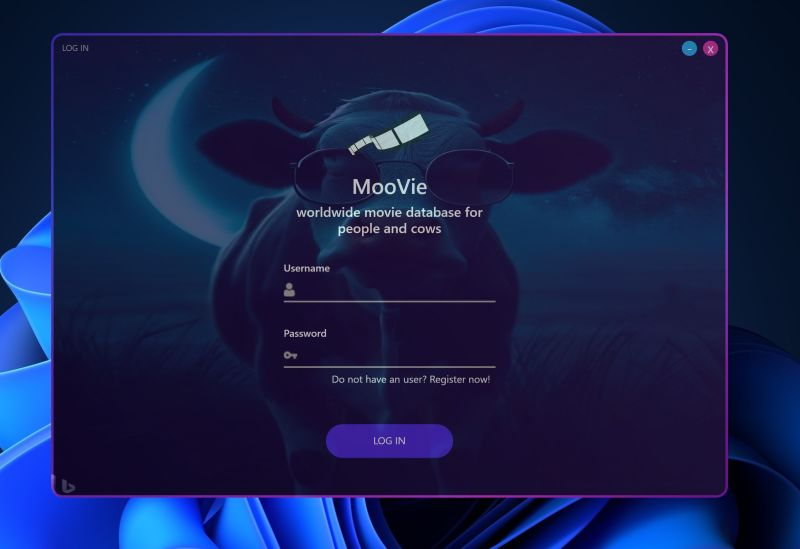 LOG IN
–
X
MooVie
worldwide movie database for
people and cows
Username
Password
Do not have an user? Register now!
LOG IN